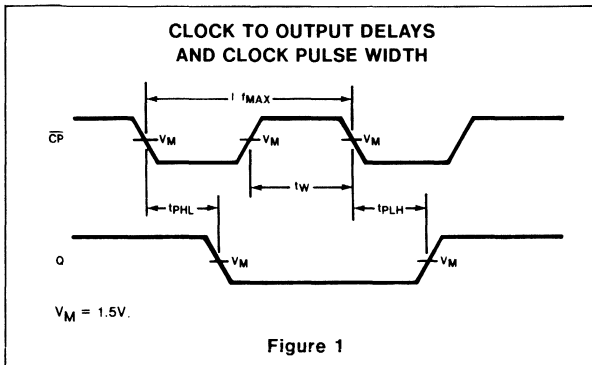 CLOCK TO OUTPUT DELAYS
AND CLOCK PULSE WIDTH
I fMAX
C̅P̅
VM
VM
VM
tW
tPHL
tPLH
Q
VM
VM
VM = 1.5V.
Figure 1